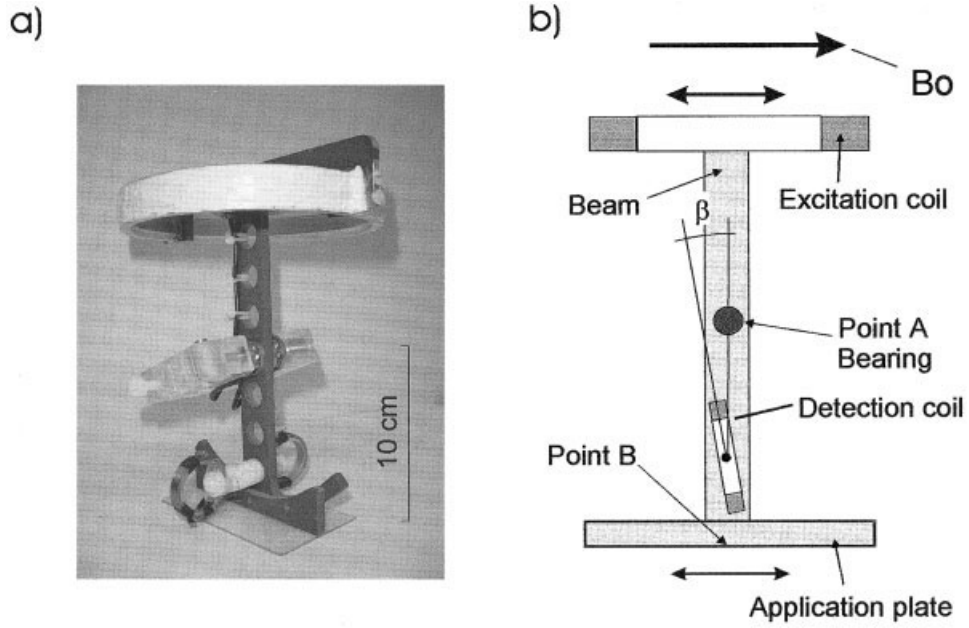 a)
10 cm
b)
Bo
Beam
Excitation coil
β
Point A
Bearing
Detection coil
Point B
Application plate